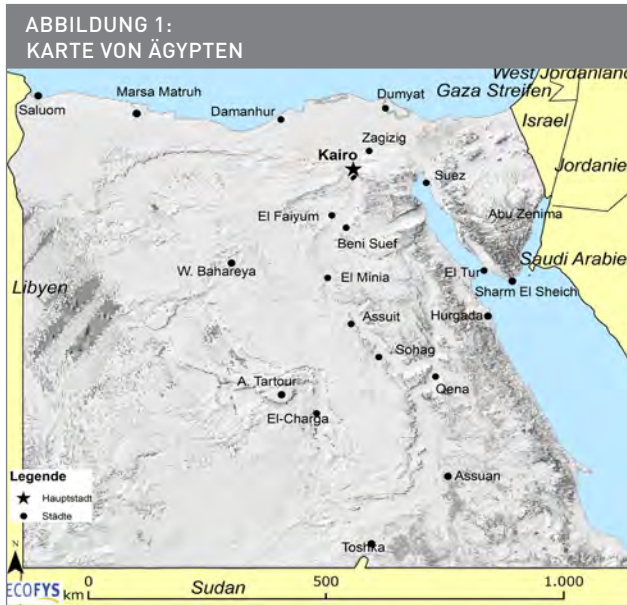 ABBILDUNG 1:
KARTE VON ÄGYPTEN
West Jordanland
Gaza Streifen
Marsa Matruh
Dumyat
Saluom
Damanhur
Israel
Zagizig
Kairo
Jordanie
Suez
El Faiyum
Abu Zenima
Beni Suef
Saudi Arabie
W. Bahareya
El Minia
El Tur
Sharm El Sheich
Libyen
Assuit
Hurgada
Sohag
A. Tartour
Qena
El-Charga
Legende
Hauptstadt
Städte
Assuan
N
Toshka
ECOFYS
km
0
500
1.000
Sudan